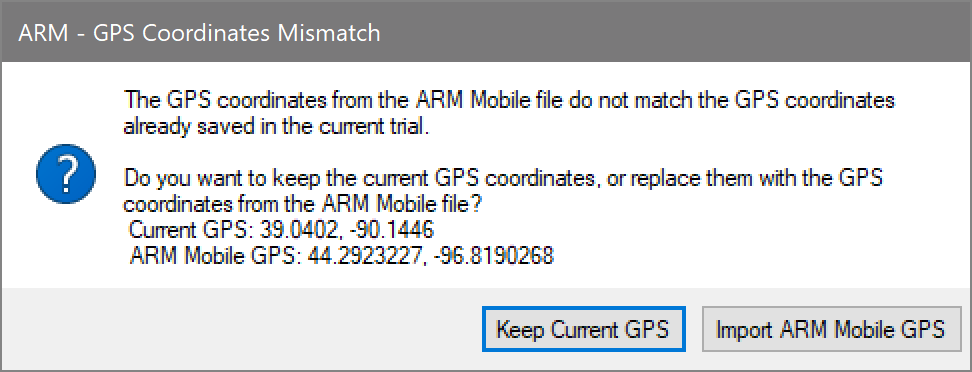 ARM - GPS Coordinates Mismatch
The GPS coordinates from the ARM Mobile file do not match the GPS coordinates
already saved in the current trial.
?
Do you want to keep the current GPS coordinates, or replace them with the GPS
coordinates from the ARM Mobile file?
Current GPS: 39.0402, -90.1446
ARM Mobile GPS: 44.2923227, -96.8190268
Keep Current GPS
Import ARM Mobile GPS